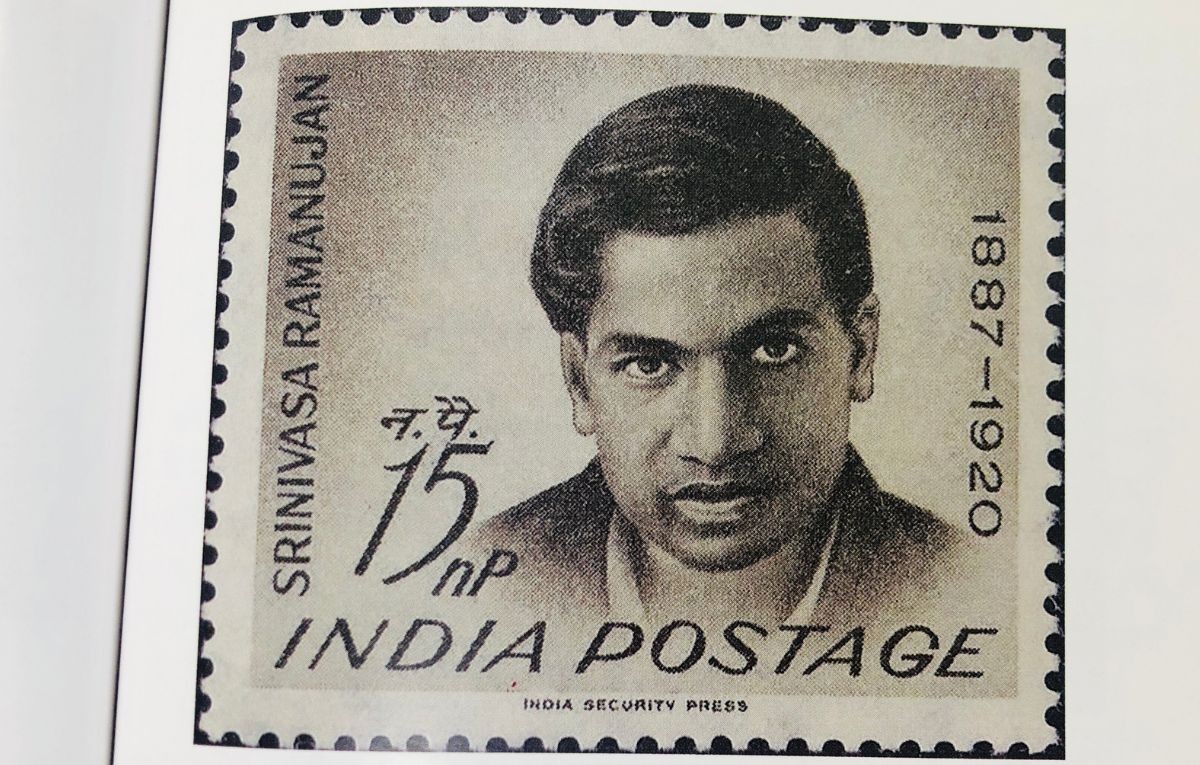 SRINIVASA RAMANUJAN
1887-1920
न.पै.
15
nP
INDIA POSTAGE
INDIA SECURITY PRESS